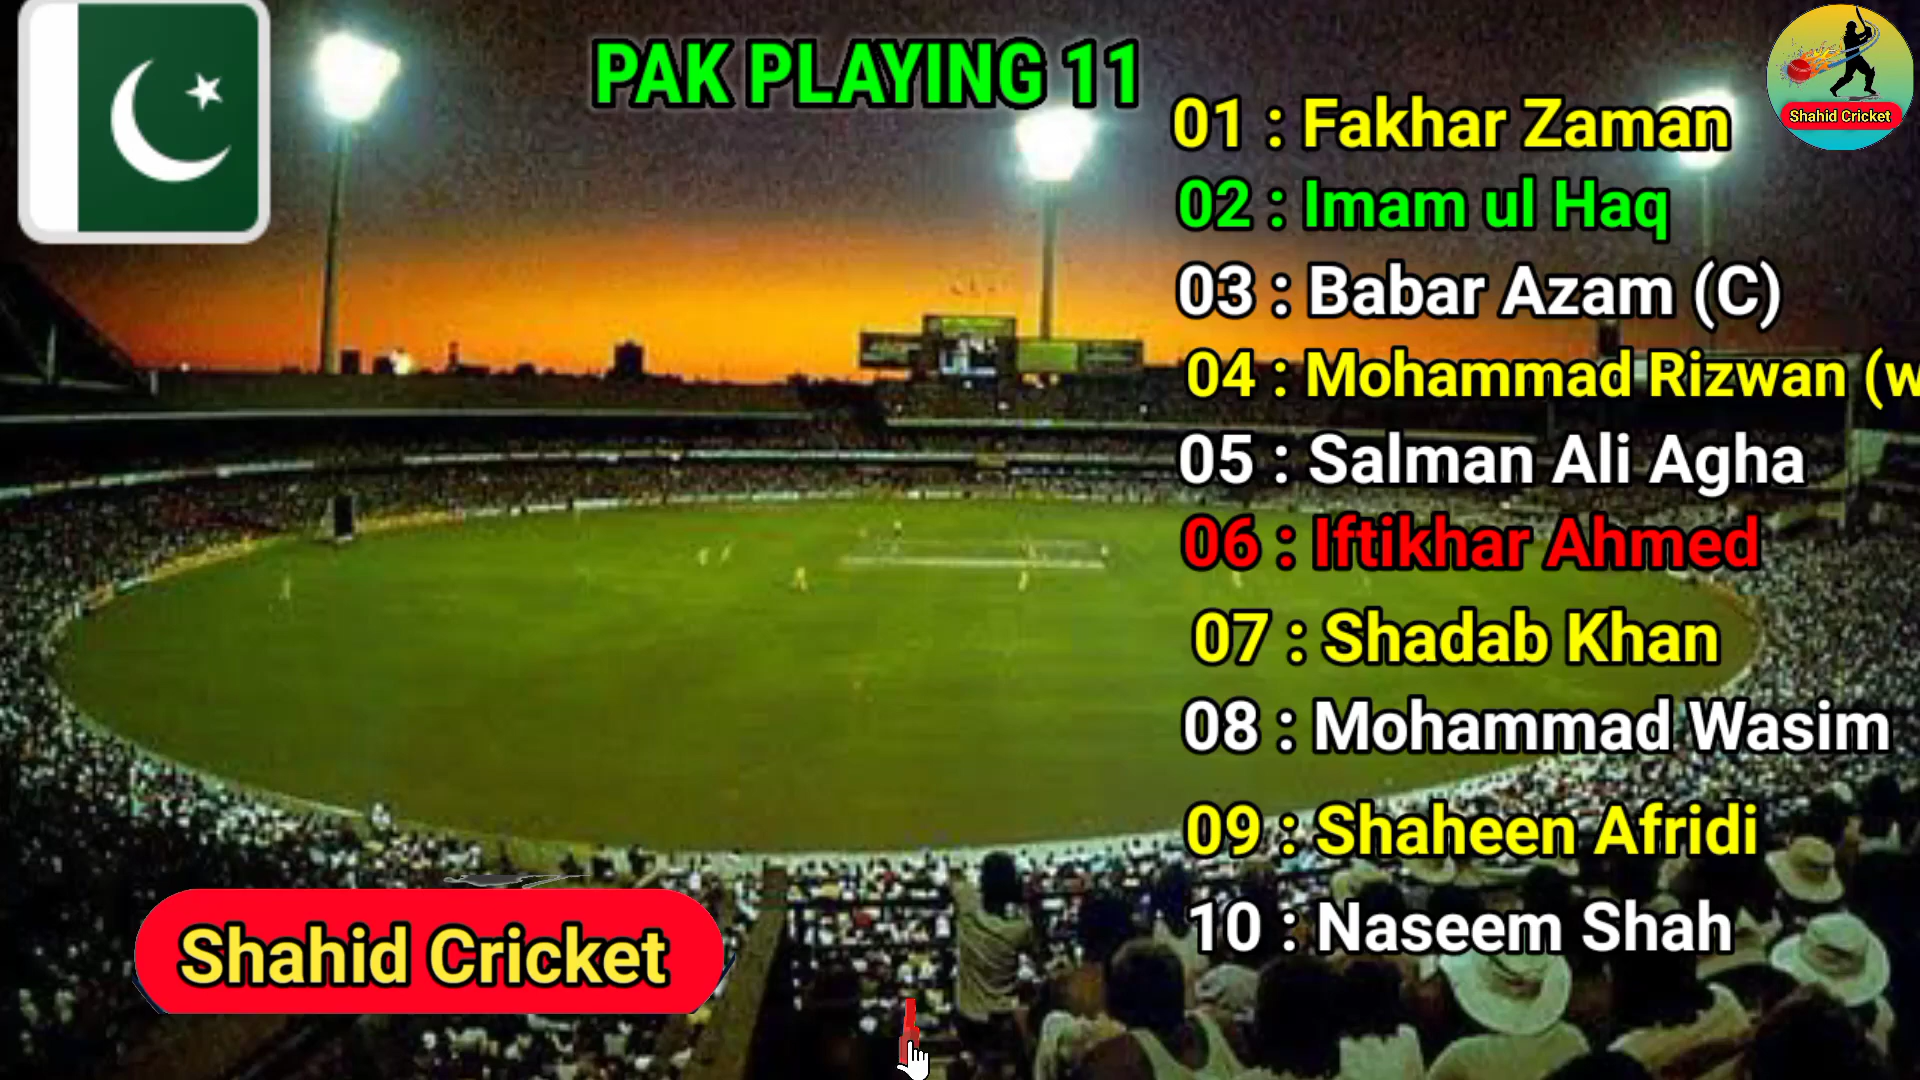 PAK PLAYING 11
Shahid Cricket
01 : Fakhar Zaman
02 : Imam ul Haq
03 : Babar Azam (C)
04 : Mohammad Rizwan (w
05 : Salman Ali Agha
06 : Iftikhar Ahmed
07 : Shadab Khan
08 : Mohammad Wasim
09 : Shaheen Afridi
10 : Naseem Shah
Shahid Cricket